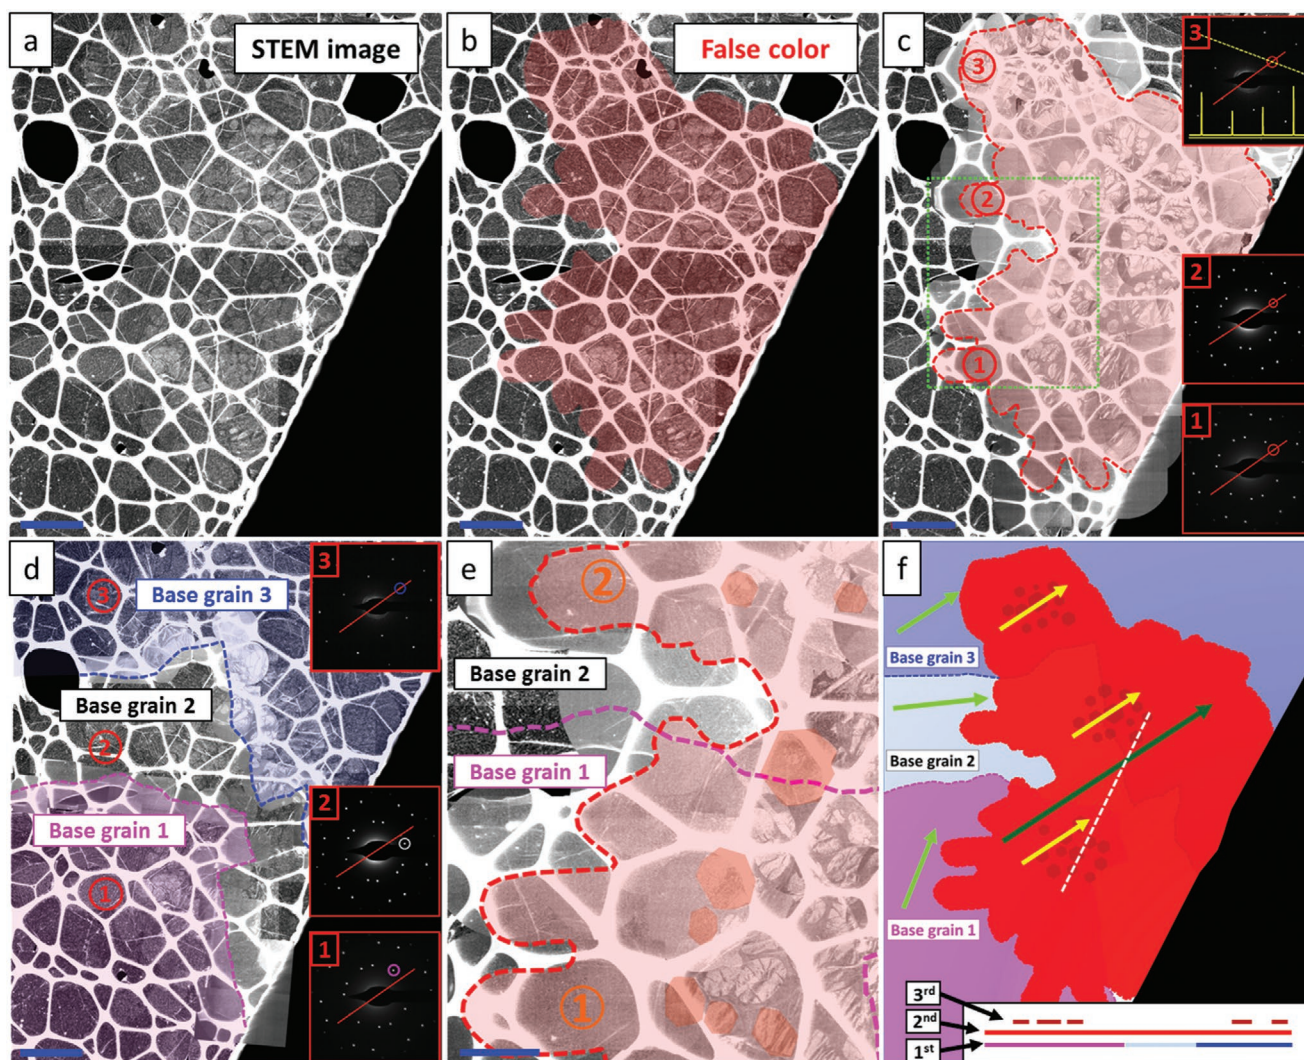 a
STEM image
b
False color
c
3
3
2
2
1
1
d
3
3
Base grain 3
Base grain 2
2
2
Base grain 1
1
1
e
2
Base grain 2
Base grain 1
1
f
Base grain 3
Base grain 2
Base grain 1
3rd
2nd
1st